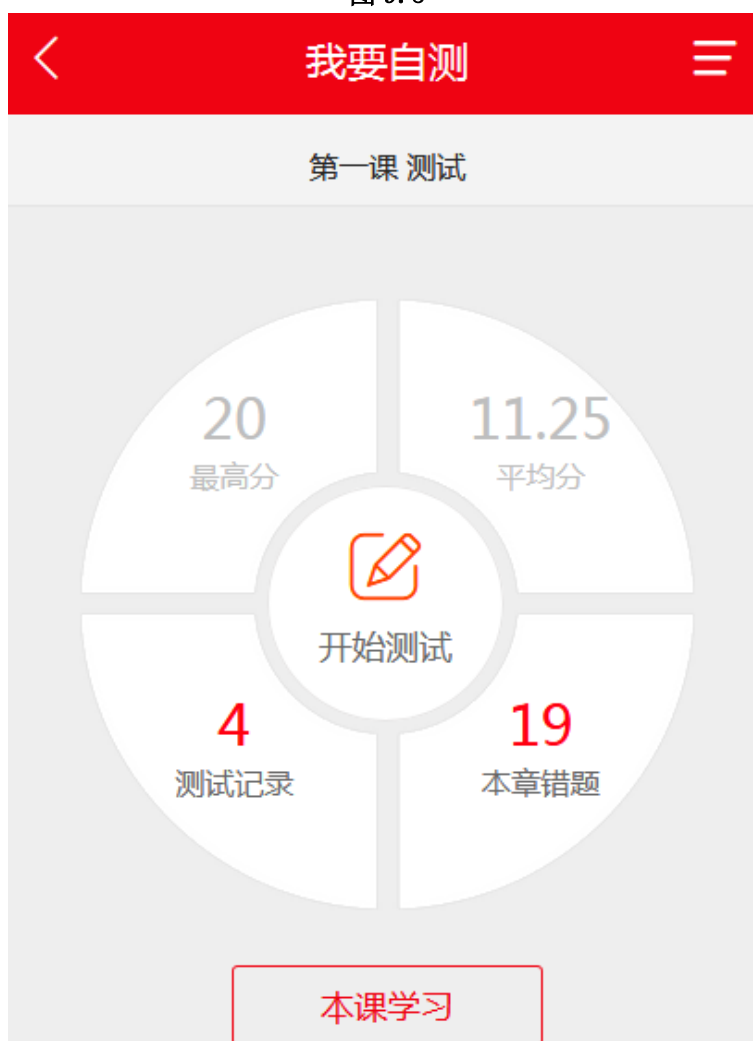 我要自测
第一课 测试
20
最高分
11.25
平均分
开始测试
4
测试记录
19
本章错题
本课学习